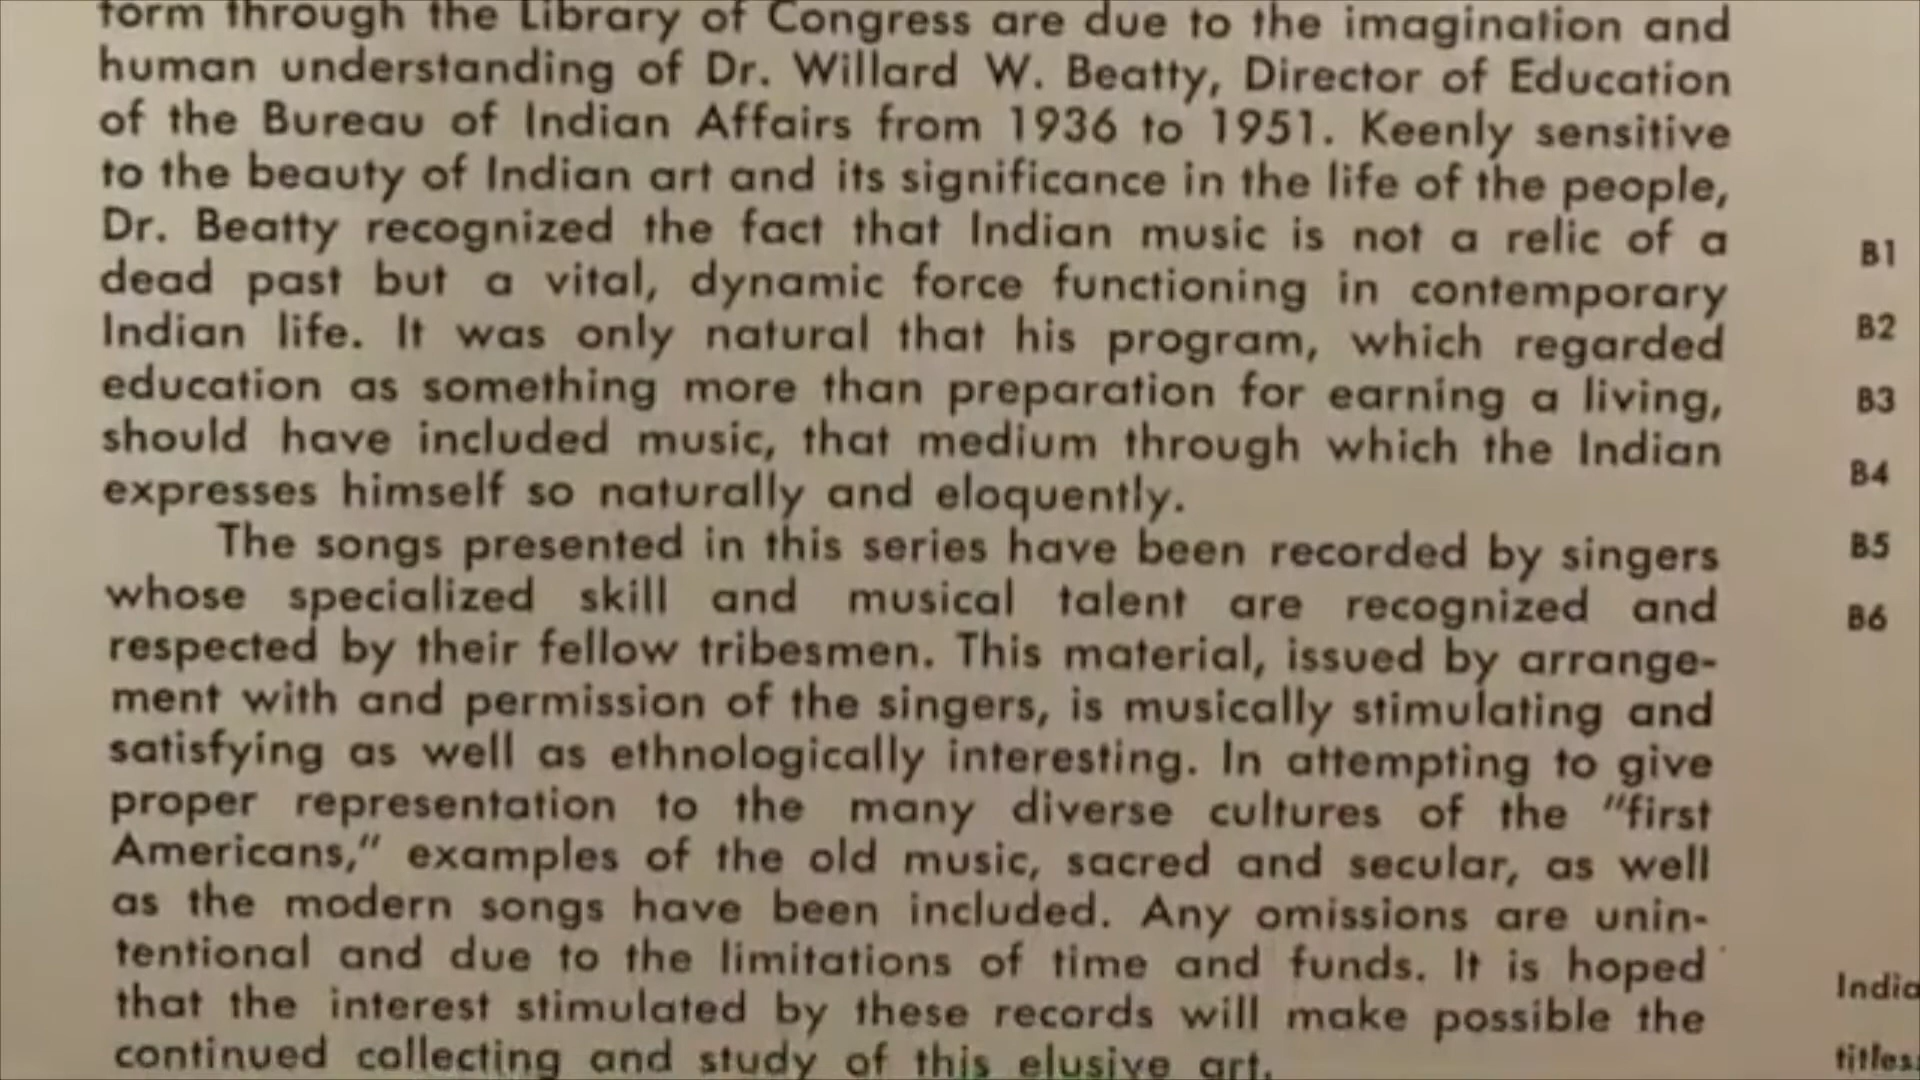 form through the Library of Congress are due to the imagination and
human understanding of Dr. Willard W. Beatty, Director of Education
of the Bureau of Indian Affairs from 1936 to 1951. Keenly sensitive
to the beauty of Indian art and its significance in the life of the people,
Dr. Beatty recognized the fact that Indian music is not a relic of a
dead past but a vital, dynamic force functioning in contemporary
Indian life. It was only natural that his program, which regarded
education as something more than preparation for earning a living,
should have included music, that medium through which the Indian
expresses himself so naturally and eloquently.
The songs presented in this series have been recorded by singers
whose specialized skill and musical talent are recognized and
respected by their fellow tribesmen. This material, issued by arrange-
ment with and permission of the singers, is musically stimulating and
satisfying as well as ethnologically interesting. In attempting to give
proper representation to the many diverse cultures of the "first
Americans," examples of the old music, sacred and secular, as well
as the modern songs have been included. Any omissions are unin-
tentional and due to the limitations of time and funds. It is hoped
that the interest stimulated by these records will make possible the
continued collecting and study of this elusive art.
B1
B2
B3
B4
B5
B6
India
titles